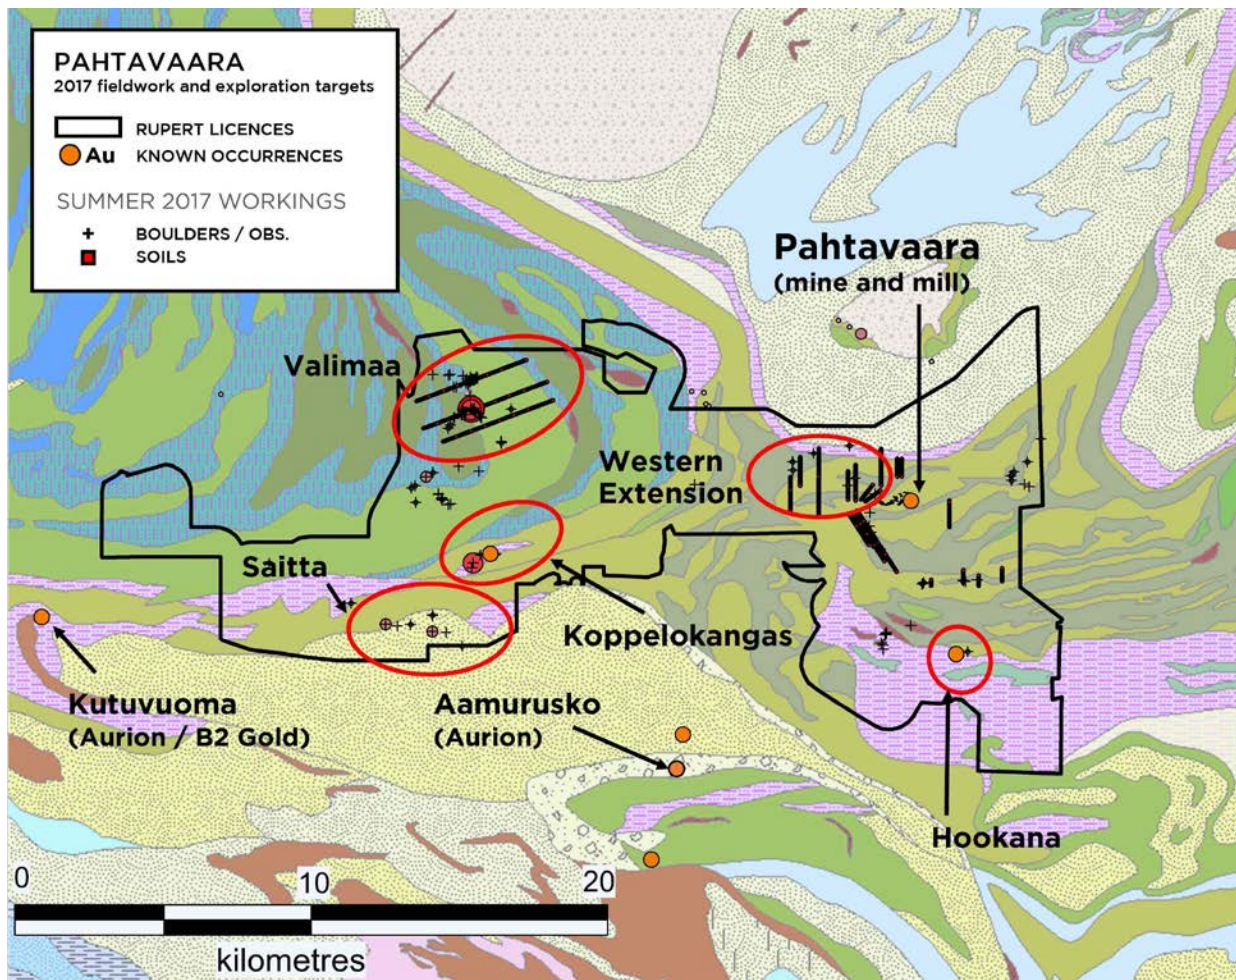 PAHTAVAARA
2017 fieldwork and exploration targets
RUPERT LICENCES
Au KNOWN OCCURRENCES
SUMMER 2017 WORKINGS
+ BOULDERS / OBS.
SOILS
Pahtavaara
(mine and mill)
Valimaa
Western
Extension
Saitta
Koppelokangas
Kutuvuoma
(Aurion / B2 Gold)
Aamurusko
(Aurion)
Hookana
0 10 20
kilometres